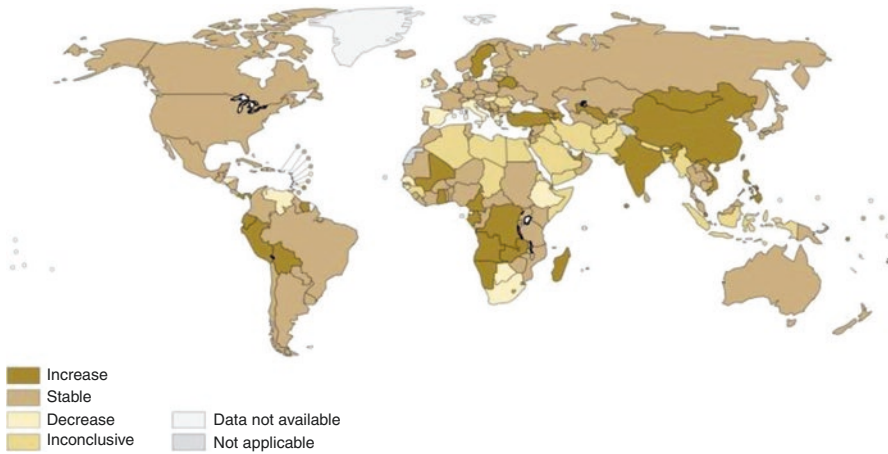 Increase
Stable
Decrease
Inconclusive
Data not available
Not applicable